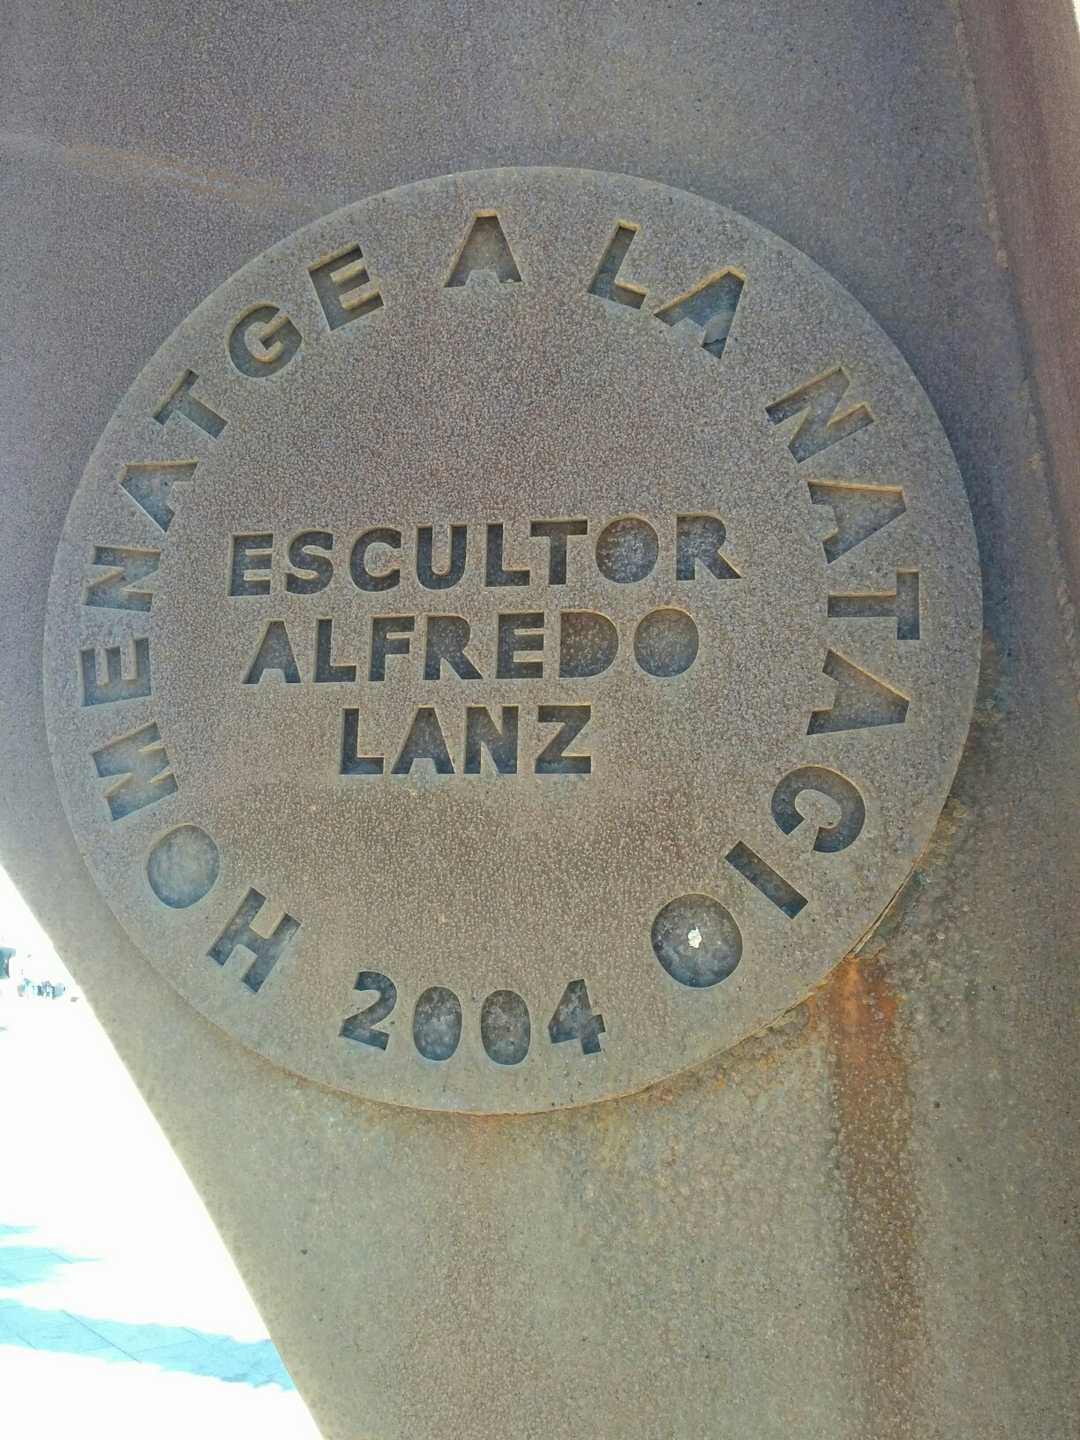 HOMENATGE A LA NATACIO
ESCULTOR
ALFREDO
LANZ
2004